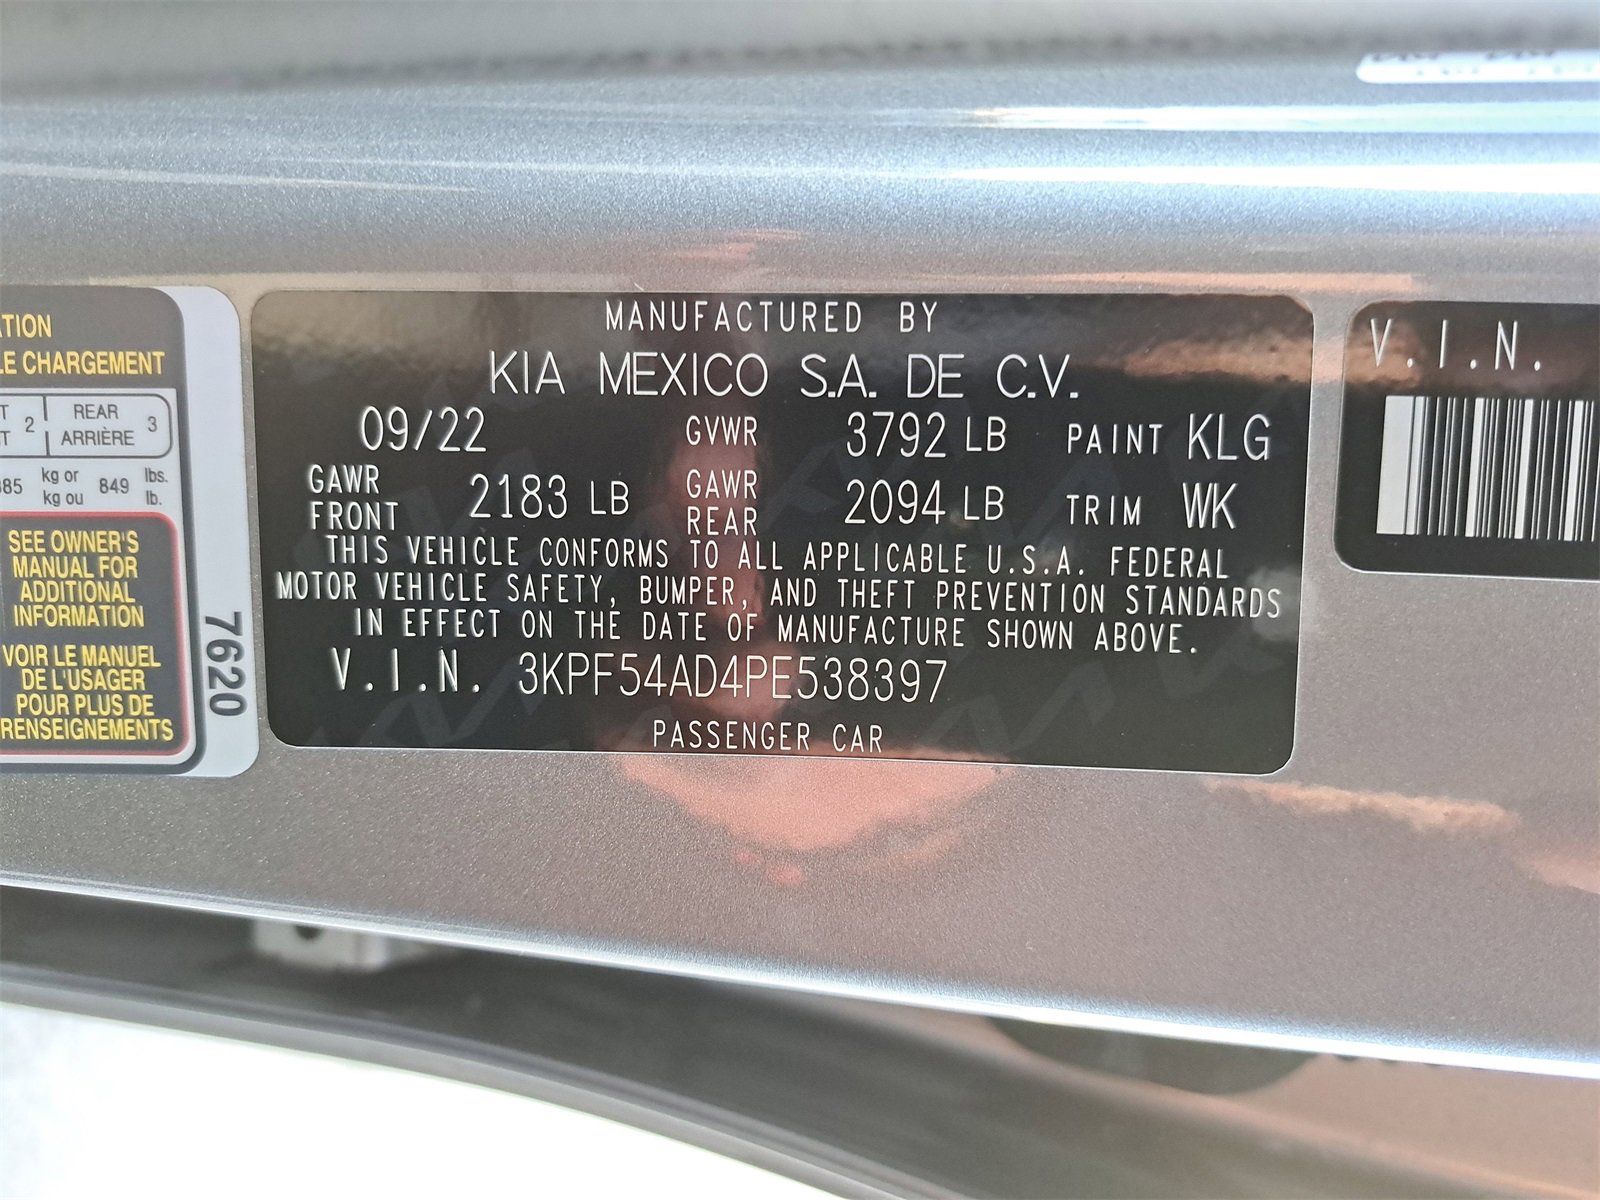 TION
LE CHARGEMENT
T 2 REAR 3
T ARRIÈRE
385 kg or 849 lbs.
kg ou lb.
SEE OWNER'S
MANUAL FOR
ADDITIONAL
INFORMATION
VOIR LE MANUEL
DE L'USAGER
POUR PLUS DE
RENSEIGNEMENTS
7620
MANUFACTURED BY
KIA MEXICO S.A. DE C.V.
09/22 GVWR 3792 LB PAINT KLG
GAWR FRONT 2183 LB GAWR REAR 2094 LB TRIM WK
THIS VEHICLE CONFORMS TO ALL APPLICABLE U.S.A. FEDERAL
MOTOR VEHICLE SAFETY, BUMPER, AND THEFT PREVENTION STANDARDS
IN EFFECT ON THE DATE OF MANUFACTURE SHOWN ABOVE.
V.I.N. 3KPF54AD4PE538397
PASSENGER CAR
V.I.N.